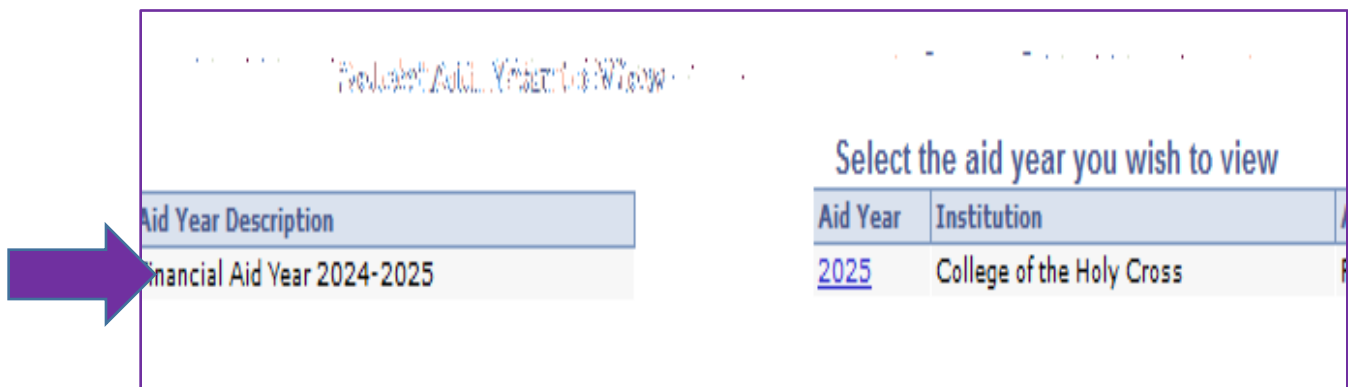 Select the aid year you wish to view
Aid Year Description
Financial Aid Year 2024-2025
Aid Year Institution
2025 College of the Holy Cross